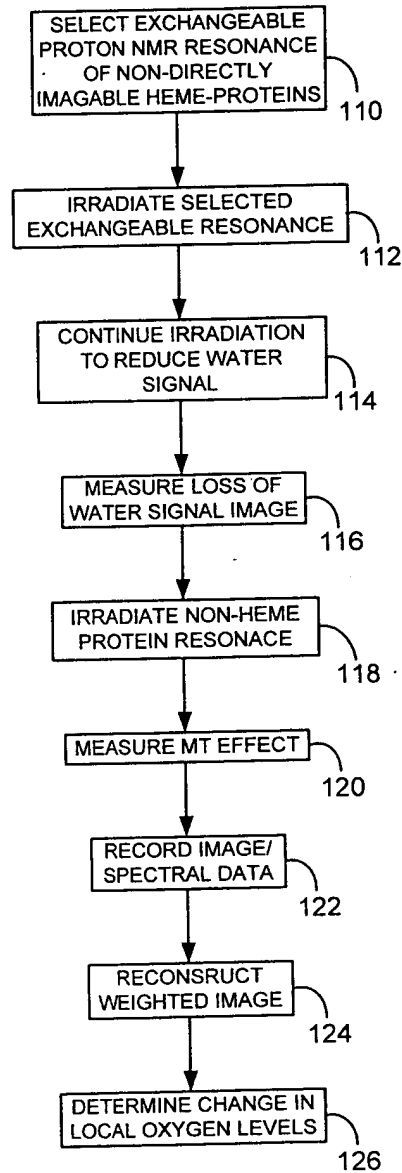 SELECT EXCHANGEABLE
PROTON NMR RESONANCE
OF NON-DIRECTLY
IMAGABLE HEME-PROTEINS
110
IRRADIATE SELECTED
EXCHANGEABLE RESONANCE
112
CONTINUE IRRADIATION
TO REDUCE WATER
SIGNAL
114
MEASURE LOSS OF
WATER SIGNAL IMAGE
116
IRRADIATE NON-HEME
PROTEIN RESONACE
118
MEASURE MT EFFECT
120
RECORD IMAGE/
SPECTRAL DATA
122
RECONSRUCT
WEIGHTED IMAGE
124
DETERMINE CHANGE IN
LOCAL OXYGEN LEVELS
126